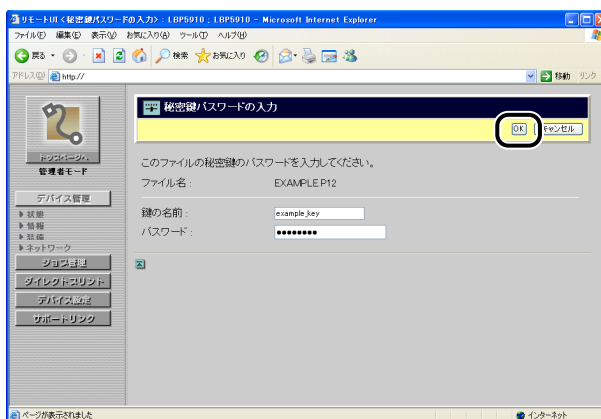 リモートUI<秘密鍵パスワードの入力>: LBP5910 ; LBP5910 - Microsoft Internet Explorer
ファイル(F) 編集(E) 表示(V) お気に入り(A) ツール(T) ヘルプ(H)
戻る 検索 お気に入り
アドレス(D) http:// 移動 リンク
秘密鍵パスワードの入力
OK キャンセル
トップページへ
管理者モード
このファイルの秘密鍵のパスワードを入力してください。
ファイル名: EXAMPLE.P12
デバイス管理
状態
情報
ネットワーク
鍵の名前: example_key
パスワード: ●●●●●●●●
ジョブ管理
ダイレクトプリント
デバイス設定
サポートリンク
ページが表示されました インターネット